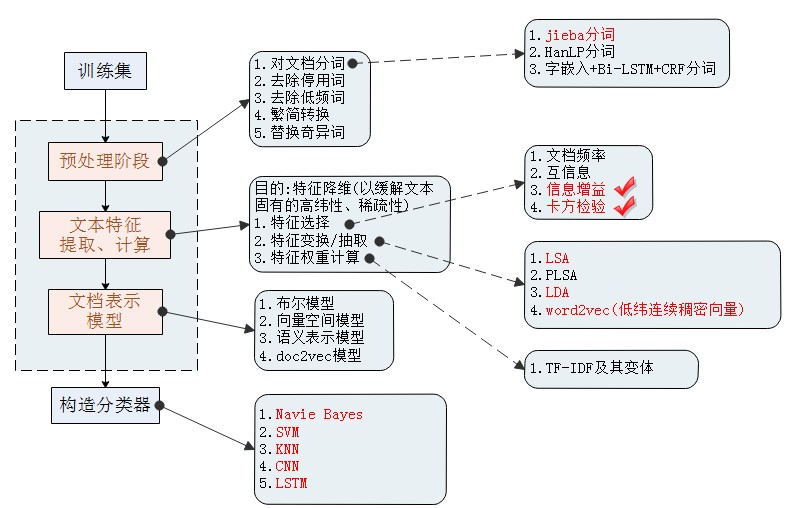 训练集
预处理阶段
文本特征
提取、计算
文档表示
模型
构造分类器
1.对文档分词
2.去除停用词
3.去除低频词
4.繁简转换
5.替换奇异词
1.jieba分词
2.HanLP分词
3.字嵌入+Bi-LSTM+CRF分词
目的:特征降维(以缓解文本
固有的高纬性、稀疏性)
1.特征选择
2.特征变换/抽取
3.特征权重计算
1.文档频率
2.互信息
3.信息增益
4.卡方检验
1.LSA
2.PLSA
3.LDA
4.word2vec(低纬连续稠密向量)
1.TF-IDF及其变体
1.布尔模型
2.向量空间模型
3.语义表示模型
4.doc2vec模型
1.Navie Bayes
2.SVM
3.KNN
4.CNN
5.LSTM